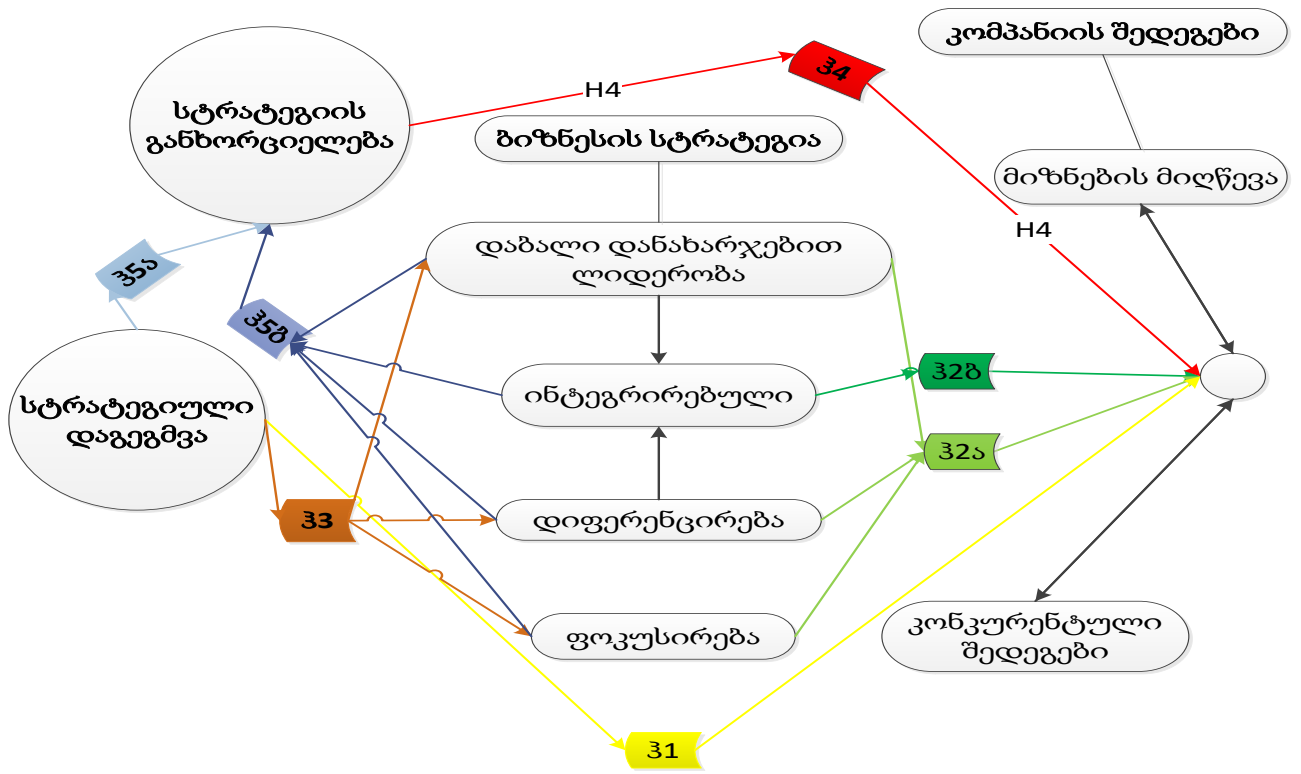 კომპანიის შედეგები
სტრატეგიის
განხორციელება
H4
ჰ4
ბიზნესის სტრატეგია
მიზნების მიღწევა
H4
დაბალი დანახარჯებით
ლიდერობა
ჰ5ა
ჰ5ბ
ინტეგრირებული
ჰ2ბ
სტრატეგიული
დაგეგმვა
ჰ2ა
ჰ3
დიფერენცირება
ფოკუსირება
კონკურენტული
შედეგები
ჰ1